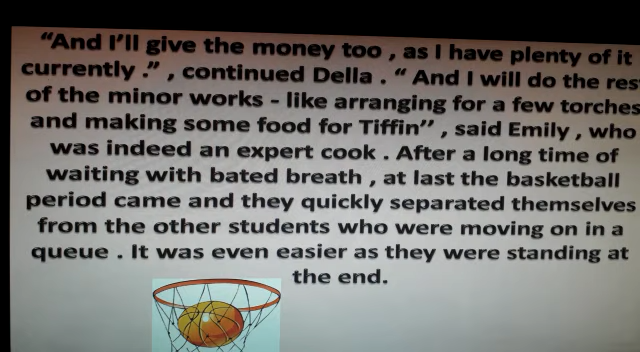 “And I’ll give the money too , as I have plenty of it
currently .” , continued Della . “ And I will do the res
of the minor works - like arranging for a few torches
and making some food for Tiffin’’ , said Emily , who
was indeed an expert cook . After a long time of
waiting with bated breath , at last the basketball
period came and they quickly separated themselves
from the other students who were moving on in a
queue . It was even easier as they were standing at
the end.